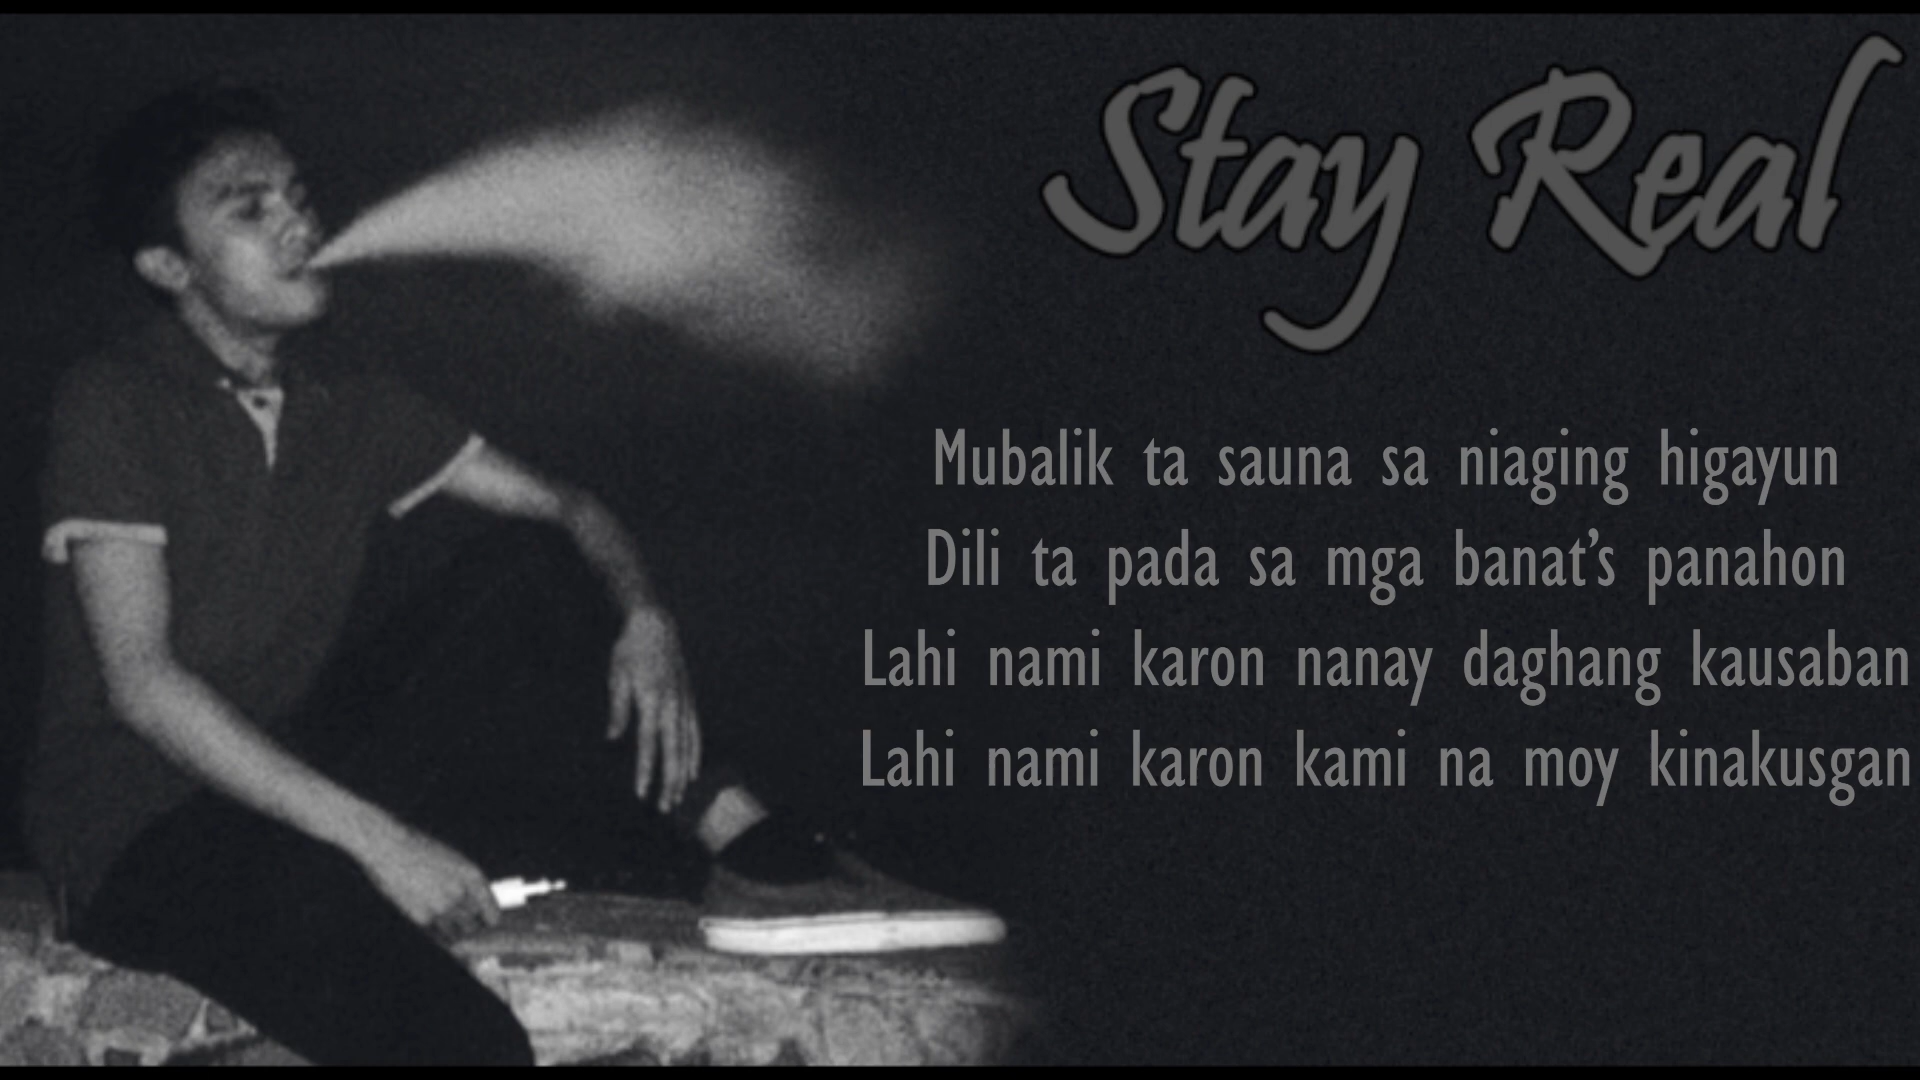 Stay Real
Mubalik ta sauna sa niaging higayun
Dili ta pada sa mga banat’s panahon
Lahi nami karon nanay daghang kausaban
Lahi nami karon kami na moy kinakusgan